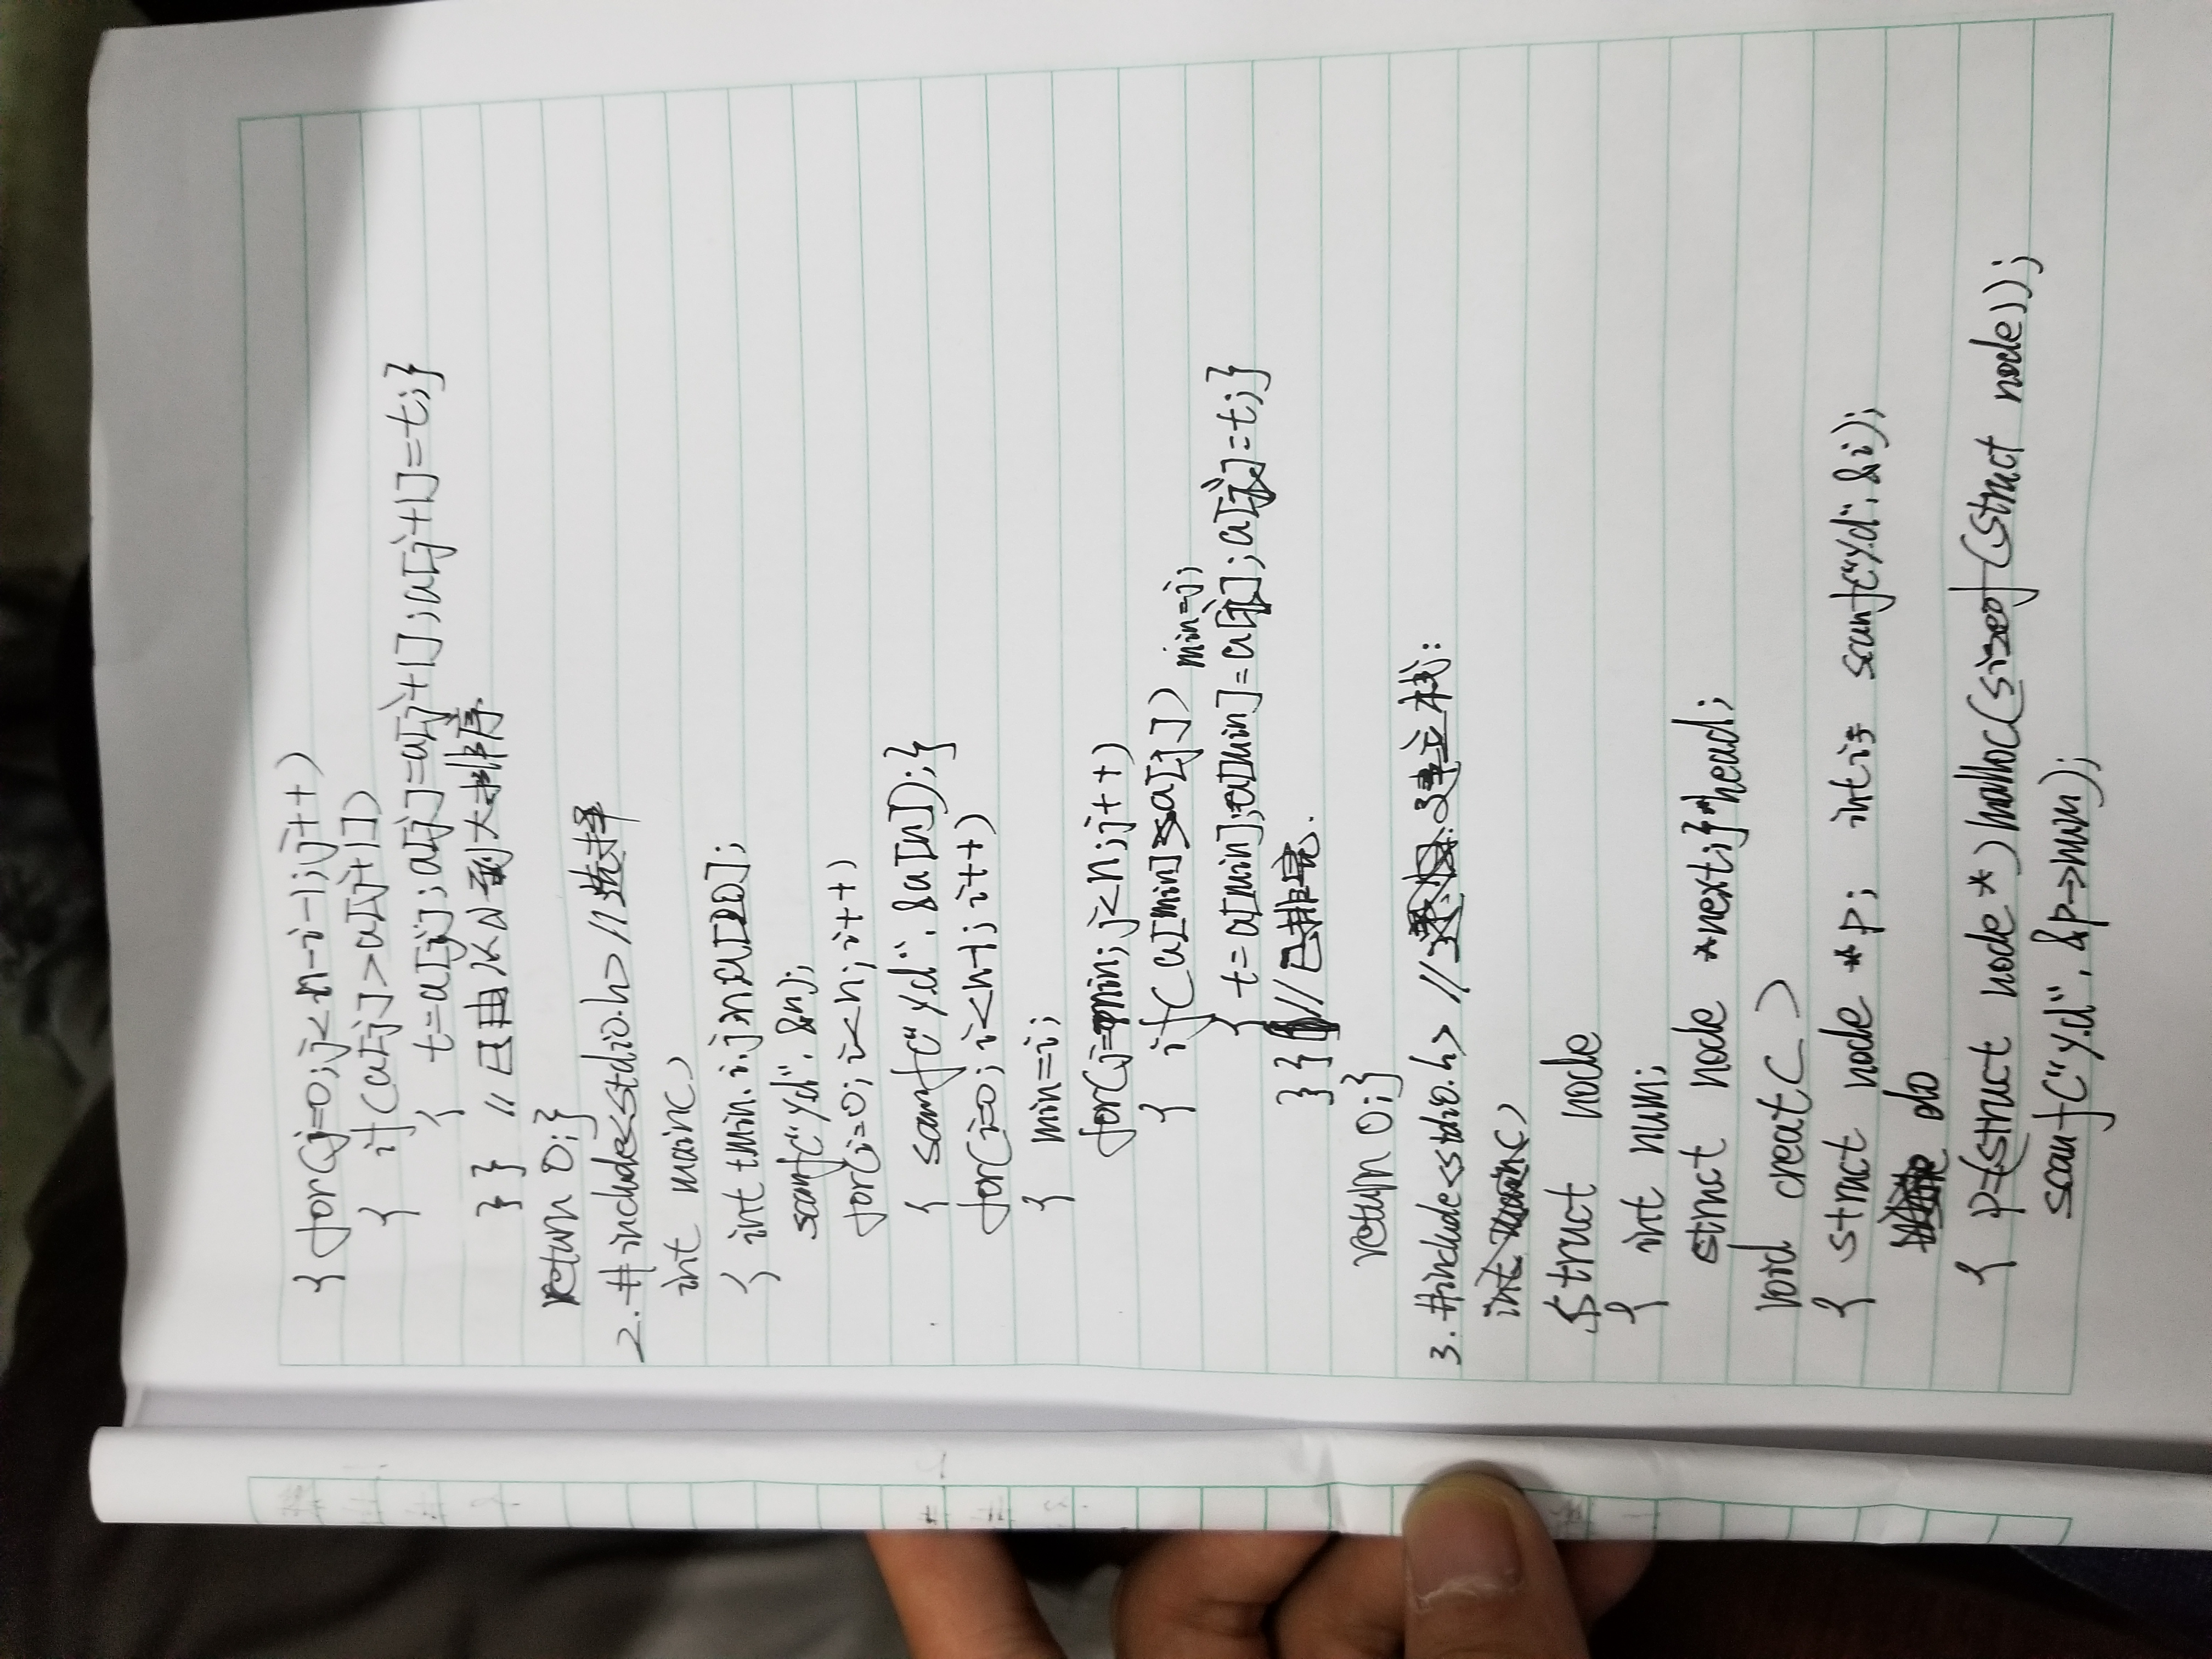 { for(j=0;j<n-i-1;j++)
{ if(a[j]>a[j+1])
{ t=a[j];a[j]=a[j+1];a[j+1]=t;}
}} //已由从小到大排序
return 0;}
2. #include<stdio.h> //选择
int main()
{ int t,min,i,j,n,a[20];
scanf("%d",&n);
for(i=0;i<n;i++)
{ scanf("%d",&a[n]);}
for(i=0;i<n-1;i++)
{ min=i;
for(j=min;j<n;j++)
{ if(a[min]>a[j]) min=j;
{ t=a[min];a[min]=a[j];a[j]=t;}
}} //已排完.
return 0;}
3. #include<stdio.h> //建立栈:
int main()
struct node
{ int num;
struct node *next;}*head;
void creat( )
{ struct node *p; int i; scanf("%d",&i);
do
{ p=(struct node *)malloc(sizeof(struct node));
scanf("%d",&p->num);